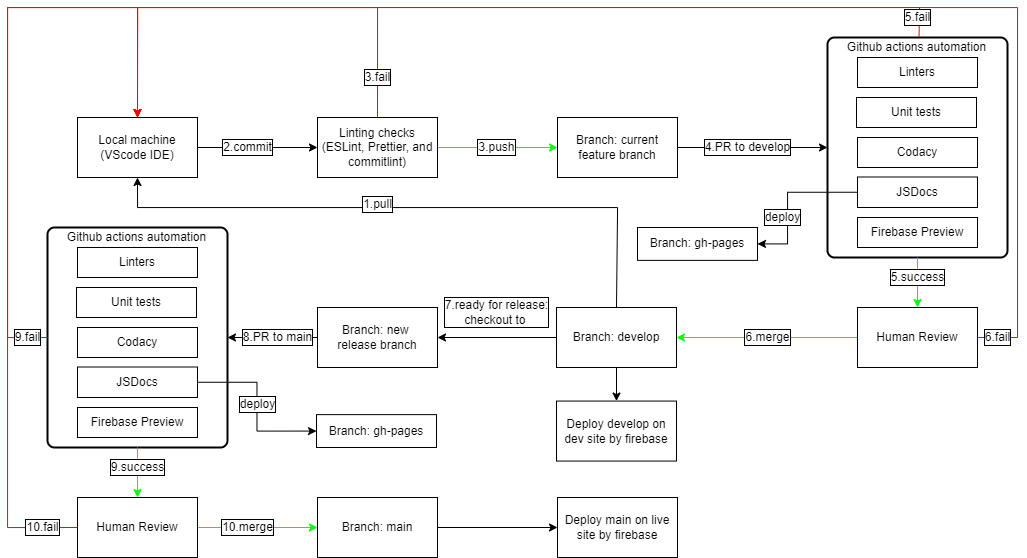 5.fail
Github actions automation
Linters
3.fail
Unit tests
Local machine
(VScode IDE)
2.commit
Linting checks
(ESLint, Prettier, and
commitlint)
3.push
Branch: current
feature branch
4.PR to develop
Codacy
JSDocs
1.pull
deploy
Firebase Preview
Branch: gh-pages
Github actions automation
Linters
5.success
Unit tests
7.ready for release:
checkout to
9.fail
Codacy
8.PR to main
Branch: new
release branch
Branch: develop
6.merge
Human Review
6.fail
JSDocs
deploy
Firebase Preview
Branch: gh-pages
Deploy develop on
dev site by firebase
9.success
10.fail
Human Review
10.merge
Branch: main
Deploy main on live
site by firebase